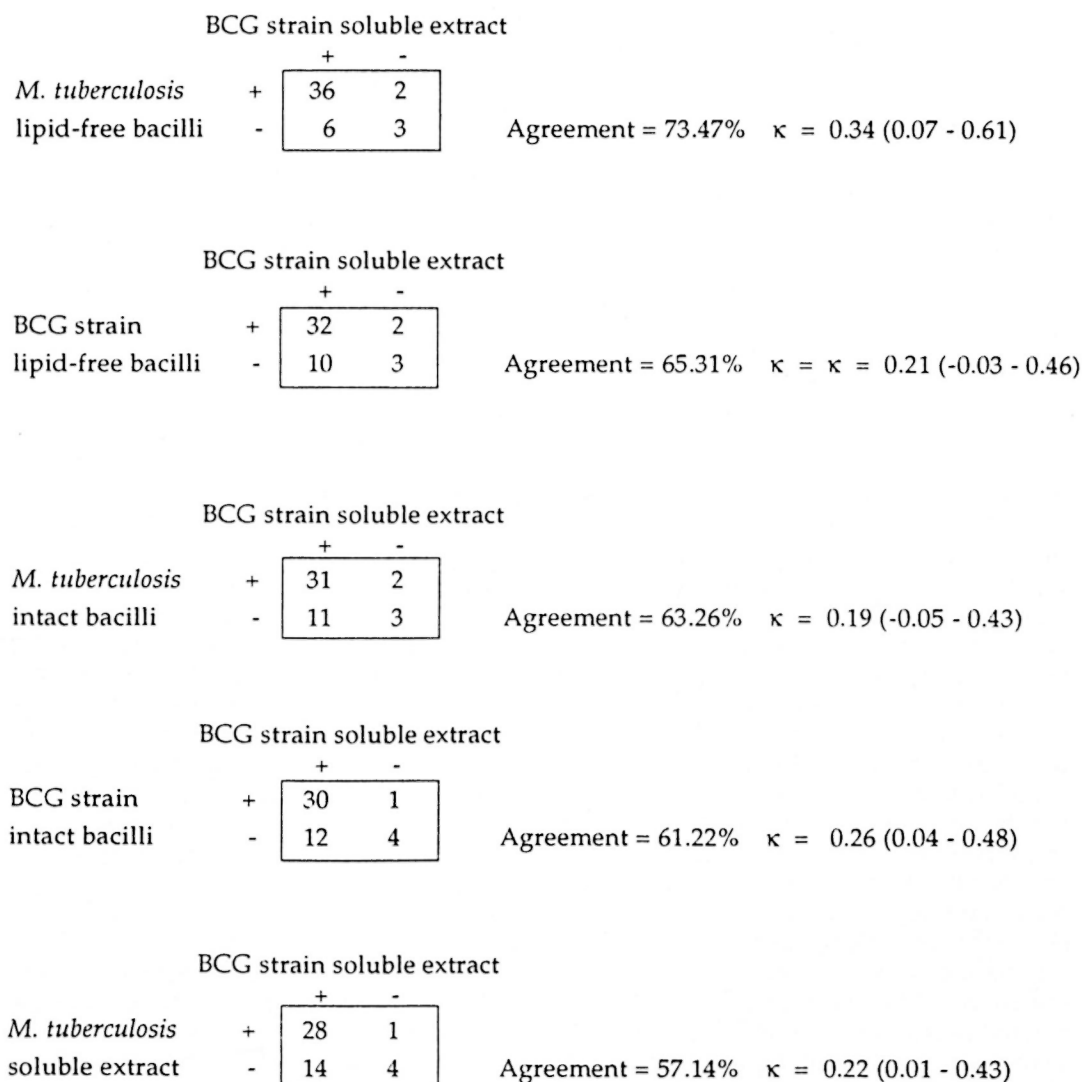 BCG strain soluble extract
+ -
M. tuberculosis + 36 2
lipid-free bacilli - 6 3 Agreement = 73.47% κ = 0.34 (0.07 - 0.61)
BCG strain soluble extract
+ -
BCG strain + 32 2
lipid-free bacilli - 10 3 Agreement = 65.31% κ = κ = 0.21 (-0.03 - 0.46)
BCG strain soluble extract
+ -
M. tuberculosis + 31 2
intact bacilli - 11 3 Agreement = 63.26% κ = 0.19 (-0.05 - 0.43)
BCG strain soluble extract
+ -
BCG strain + 30 1
intact bacilli - 12 4 Agreement = 61.22% κ = 0.26 (0.04 - 0.48)
BCG strain soluble extract
+ -
M. tuberculosis + 28 1
soluble extract - 14 4 Agreement = 57.14% κ = 0.22 (0.01 - 0.43)